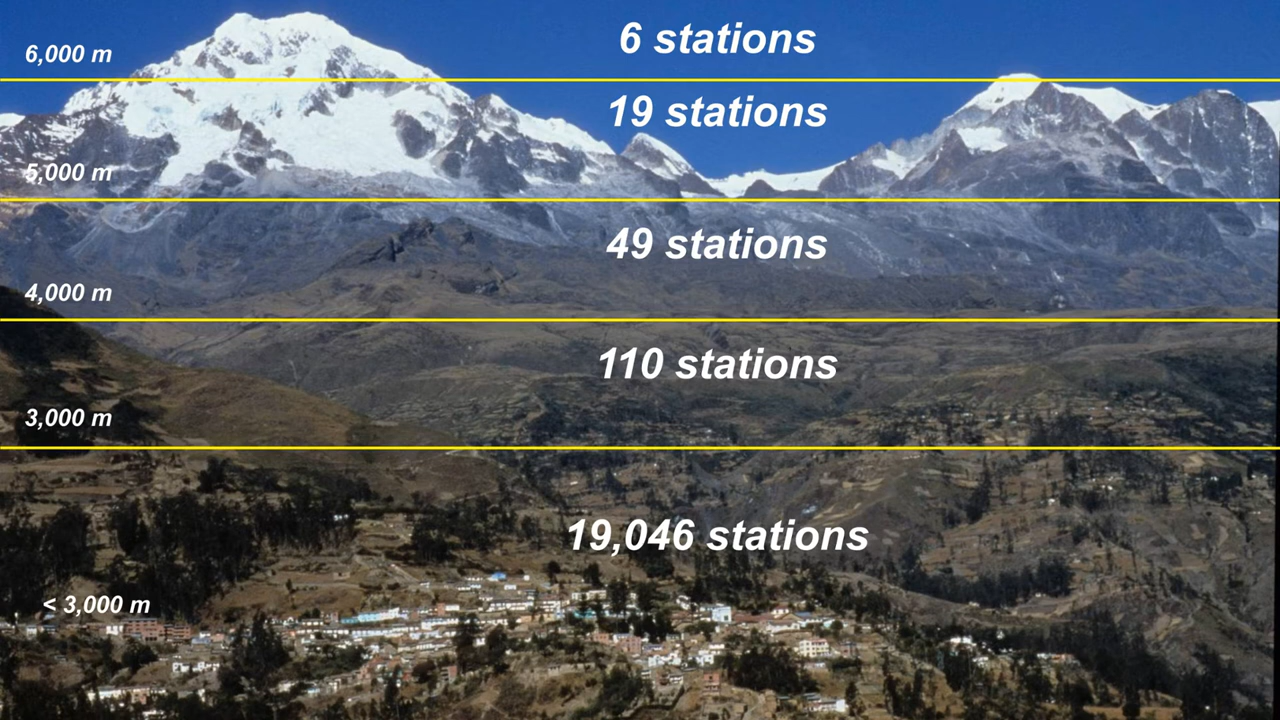 6 stations
6,000 m
19 stations
5,000 m
49 stations
4,000 m
110 stations
3,000 m
19,046 stations
< 3,000 m